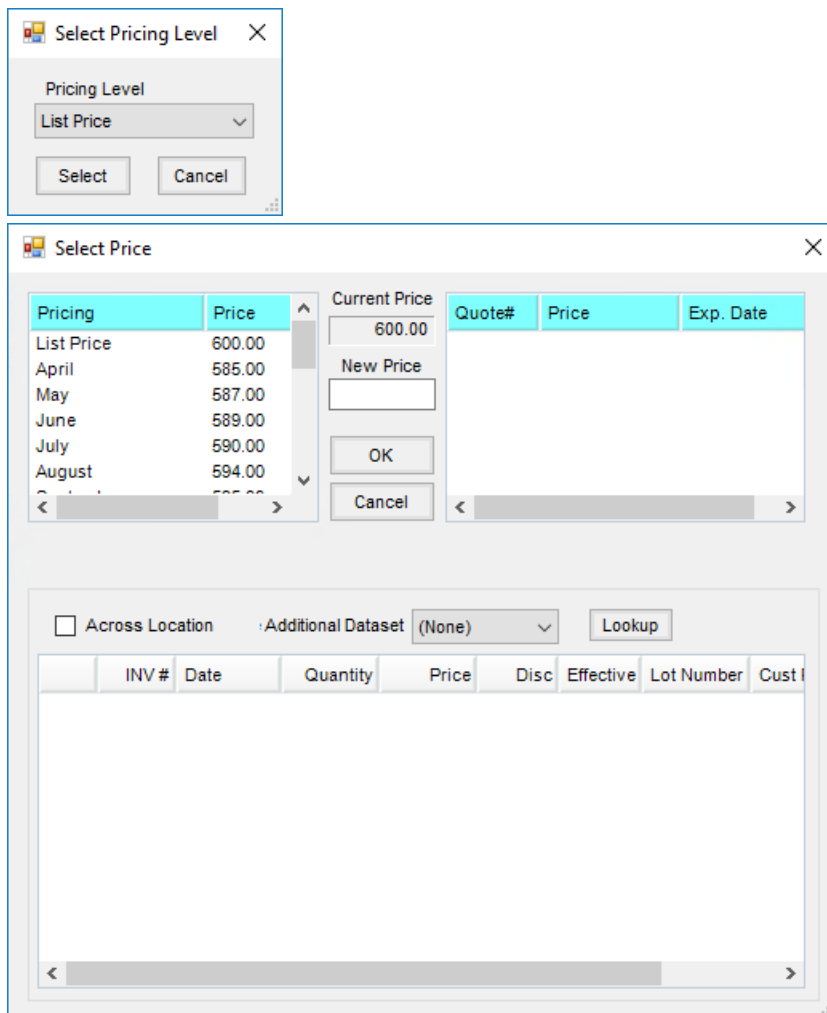 Select Pricing Level
Pricing Level
List Price
Select Cancel
Select Price
Pricing Price
List Price 600.00
April 585.00
May 587.00
June 589.00
July 590.00
August 594.00
Current Price
600.00
New Price
OK
Cancel
Quote# Price Exp. Date
Across Location Additional Dataset (None) Lookup
INV # Date Quantity Price Disc Effective Lot Number Cust